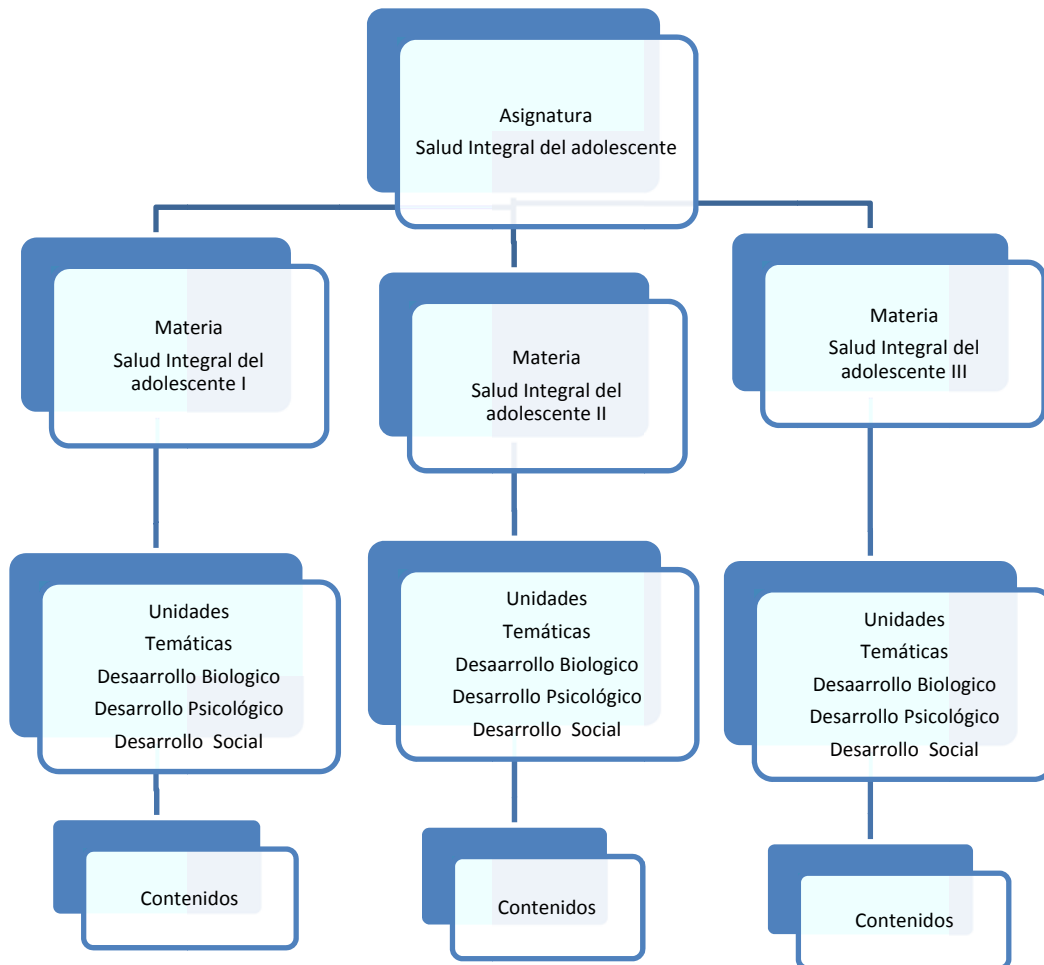 Asignatura
Salud Integral del adolescente
Materia
Salud Integral del
adolescente I
Materia
Salud Integral del
adolescente II
Materia
Salud Integral del
adolescente III
Unidades
Temáticas
Desaarrollo Biologico
Desarrollo Psicológico
Desarrollo Social
Unidades
Temáticas
Desaarrollo Biologico
Desarrollo Psicológico
Desarrollo Social
Unidades
Temáticas
Desaarrollo Biologico
Desarrollo Psicológico
Desarrollo Social
Contenidos
Contenidos
Contenidos